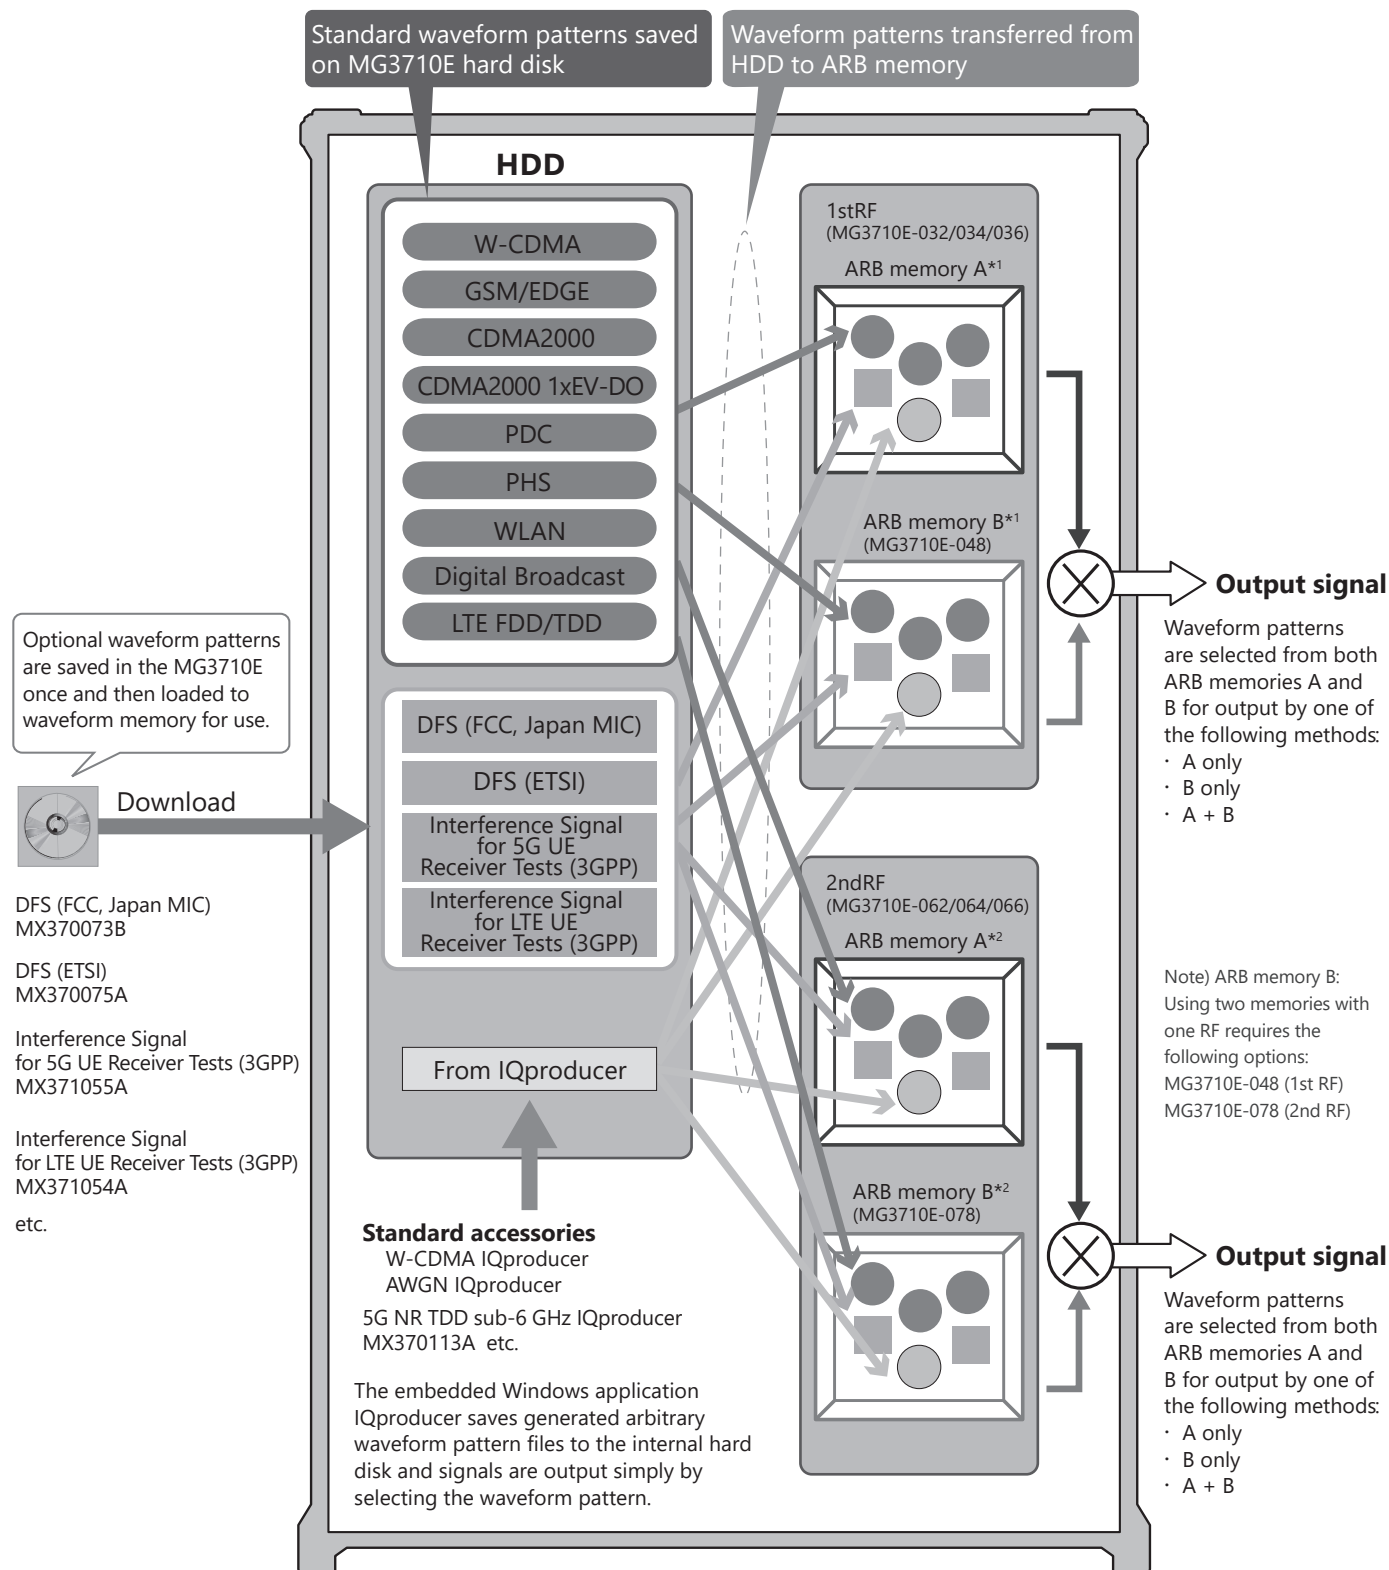 Standard waveform patterns saved
on MG3710E hard disk
Waveform patterns transferred from
HDD to ARB memory
HDD
W-CDMA
GSM/EDGE
CDMA2000
CDMA2000 1xEV-DO
PDC
PHS
WLAN
Digital Broadcast
LTE FDD/TDD
DFS (FCC, Japan MIC)
DFS (ETSI)
Interference Signal
for 5G UE
Receiver Tests (3GPP)
Interference Signal
for LTE UE
Receiver Tests (3GPP)
From IQproducer
Optional waveform patterns
are saved in the MG3710E
once and then loaded to
waveform memory for use.
Download
DFS (FCC, Japan MIC)
MX370073B
DFS (ETSI)
MX370075A
Interference Signal
for 5G UE Receiver Tests (3GPP)
MX371055A
Interference Signal
for LTE UE Receiver Tests (3GPP)
MX371054A
etc.
Standard accessories
W-CDMA IQproducer
AWGN IQproducer
5G NR TDD sub-6 GHz IQproducer
MX370113A etc.
The embedded Windows application
IQproducer saves generated arbitrary
waveform pattern files to the internal hard
disk and signals are output simply by
selecting the waveform pattern.
1stRF
(MG3710E-032/034/036)
ARB memory A*1
ARB memory B*1
(MG3710E-048)
2ndRF
(MG3710E-062/064/066)
ARB memory A*2
ARB memory B*2
(MG3710E-078)
Output signal
Waveform patterns
are selected from both
ARB memories A and
B for output by one of
the following methods:
· A only
· B only
· A + B
Note) ARB memory B:
Using two memories with
one RF requires the
following options:
MG3710E-048 (1st RF)
MG3710E-078 (2nd RF)
Output signal
Waveform patterns
are selected from both
ARB memories A and
B for output by one of
the following methods:
· A only
· B only
· A + B